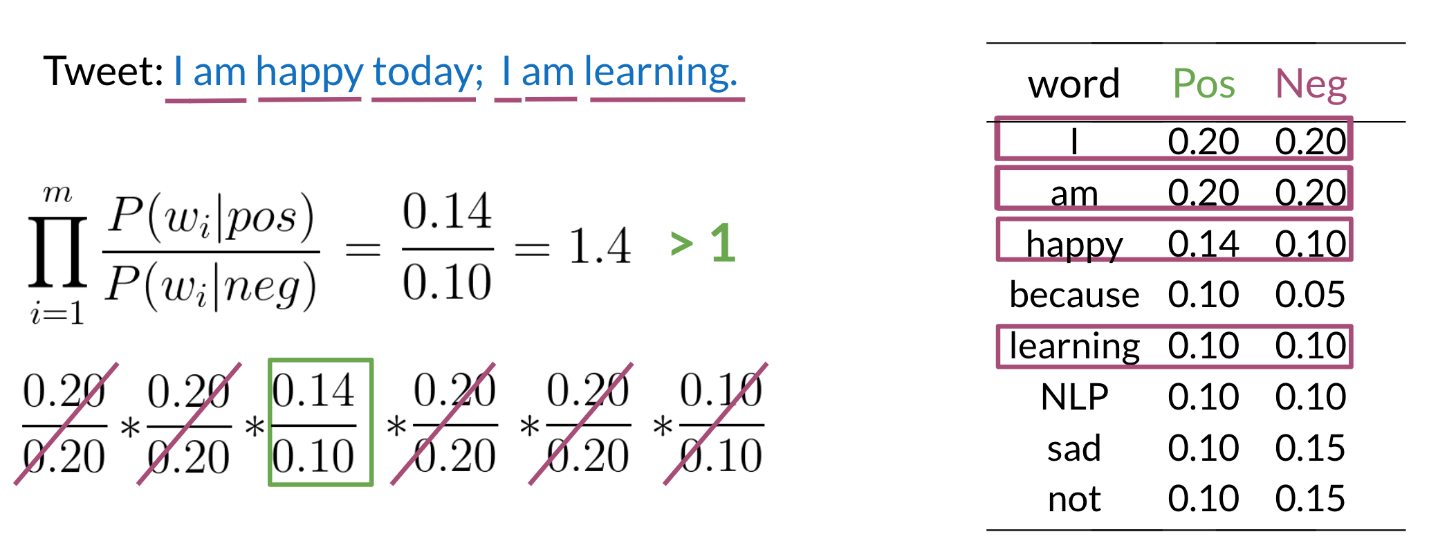 Tweet: I am happy today; I am learning.
m
∏ P(w_i|pos) / P(w_i|neg) = 0.14 / 0.10 = 1.4 > 1
i=1
0.20/0.20 * 0.20/0.20 * 0.14/0.10 * 0.20/0.20 * 0.20/0.20 * 0.10/0.10
word Pos Neg
I 0.20 0.20
am 0.20 0.20
happy 0.14 0.10
because 0.10 0.05
learning 0.10 0.10
NLP 0.10 0.10
sad 0.10 0.15
not 0.10 0.15